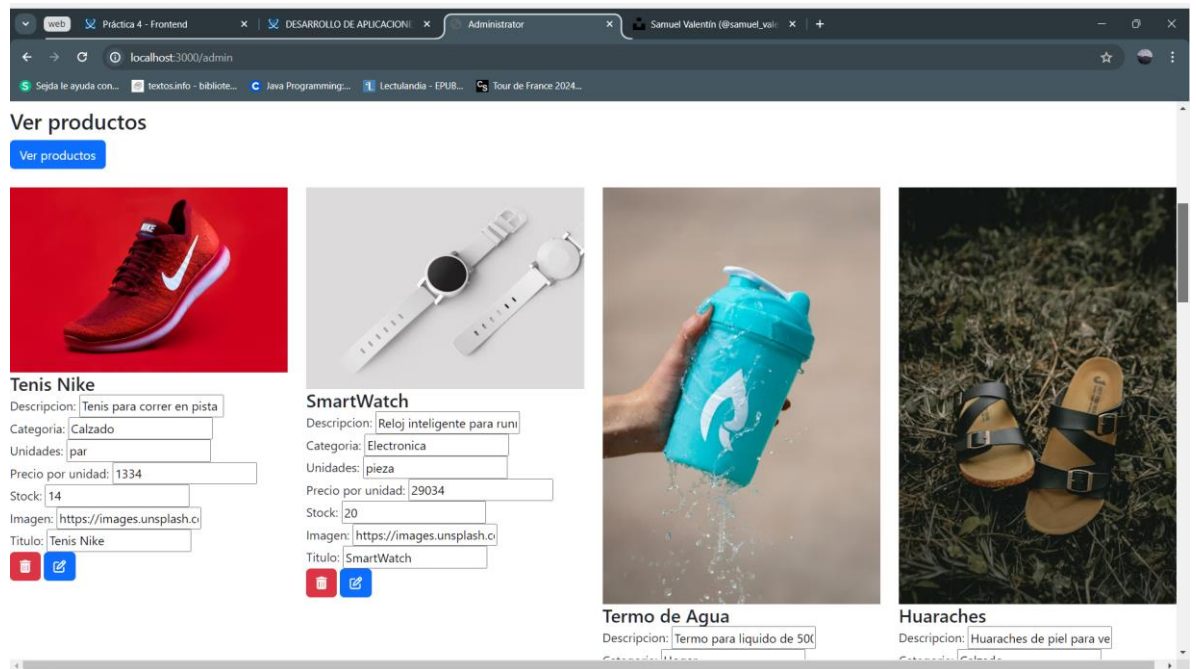 web
Práctica 4 - Frontend
DESARROLLO DE APLICACIONE
Administrator
Samuel Valentín (@samuel_vale
localhost:3000/admin
Sejda le ayuda con...
textos.info - bibliote...
Java Programming:...
Lectulandia - EPUB...
Tour de France 2024...
Ver productos
Ver productos
NIKE
Tenis Nike
Descripcion: Tenis para correr en pista
Categoria: Calzado
Unidades: par
Precio por unidad: 1334
Stock: 14
Imagen: https://images.unsplash.c
Titulo: Tenis Nike
SmartWatch
Descripcion: Reloj inteligente para run
Categoria: Electronica
Unidades: pieza
Precio por unidad: 29034
Stock: 20
Imagen: https://images.unsplash.c
Titulo: SmartWatch
Termo de Agua
Descripcion: Termo para liquido de 500
Huaraches
Descripcion: Huaraches de piel para ve